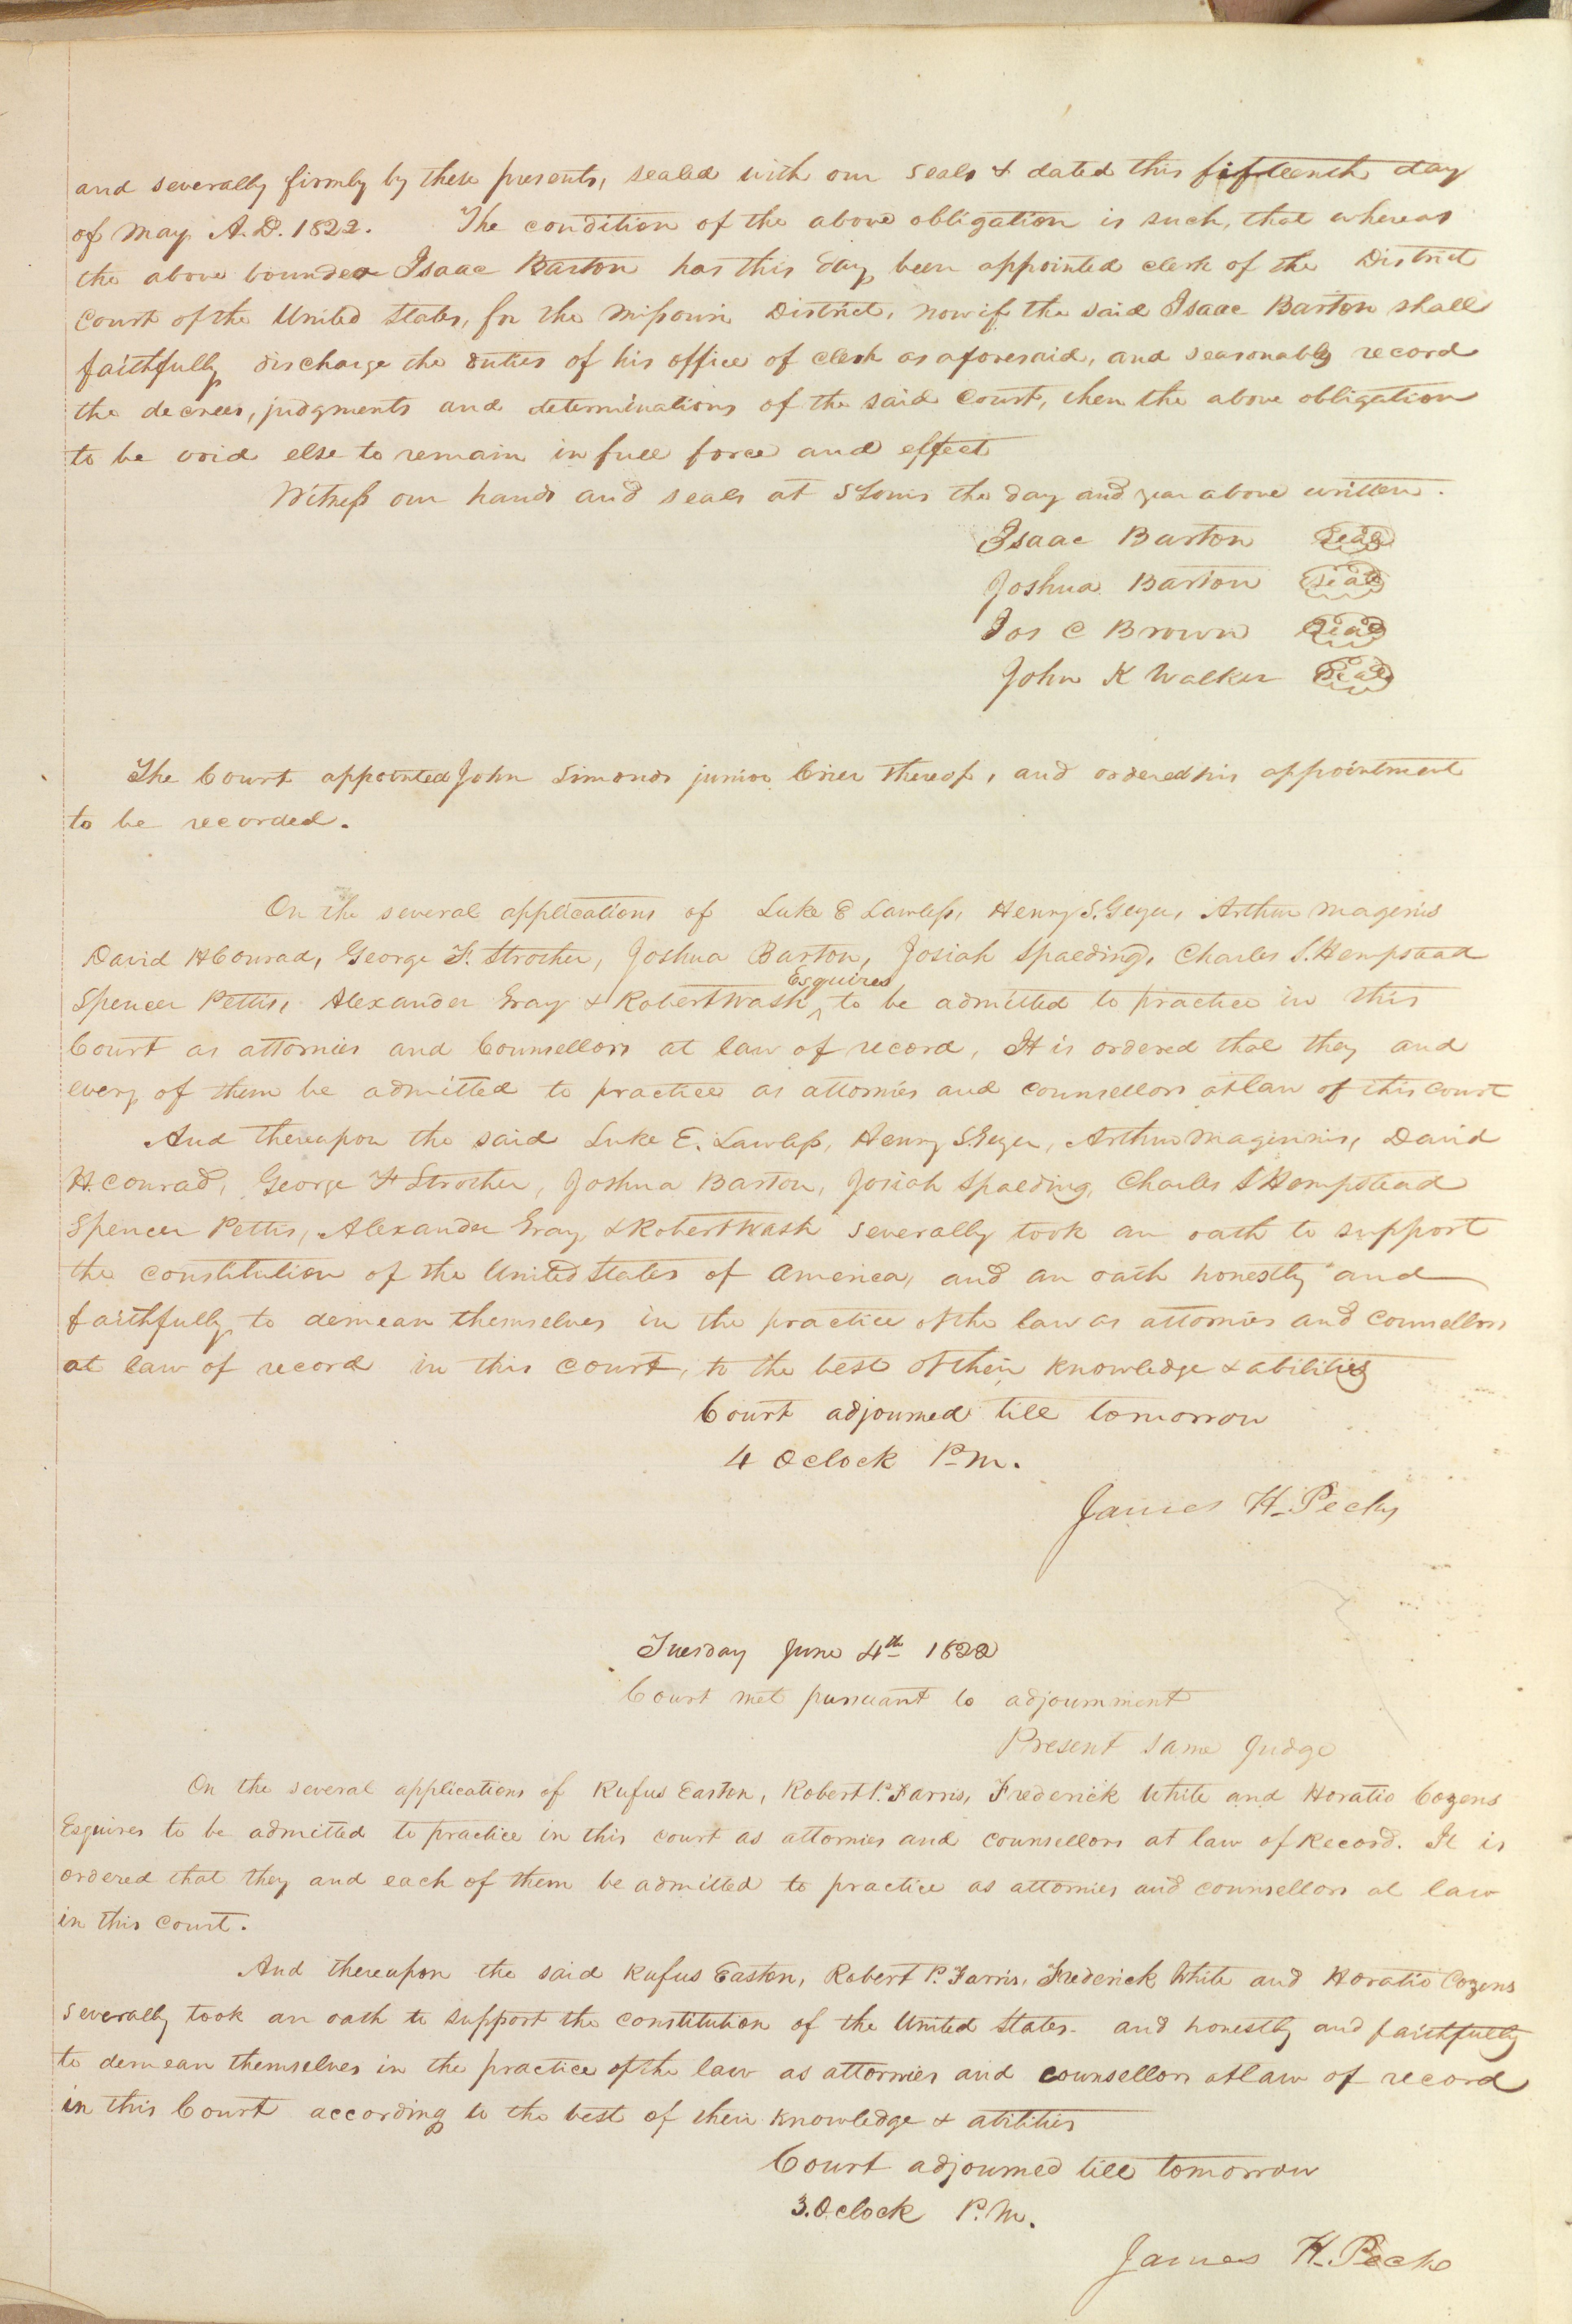 and severally firmly by these presents, sealed with our seals & dated this fifteenth day
of May A.D. 1822. The condition of the above obligation is such, that whereas
the above bounden Isaac Barton has this day been appointed clerk of the District
Court of the United States, for the Missouri District, now if the said Isaac Barton shall
faithfully discharge the duties of his office of clerk as aforesaid, and seasonably record
the decrees, judgments and determinations of the said Court, then the above obligation
to be void else to remain in full force and effect
Witness our hands and seals at St Louis the day and year above written.
Isaac Barton Seal
Joshua Barton Seal
Jos C Brown Seal
John K Walker Seal
The Court appointed John Simonds junior Crier thereof, and ordered his appointment
to be recorded.
On the several applications of Luke E Lawless, Henry S. Geyer, Arthur Magenis
David H Conrad, George F. Strother, Joshua Barton, Josiah Spalding, Charles S. Hempstead
Spencer Pettis, Alexander Gray & Robert Wash Esquires to be admitted to practice in this
Court as attornies and Counsellors at law of record, It is ordered that they and
every of them be admitted to practice as attornies and counsellors at law of this court
And thereupon the said Luke E. Lawless, Henry S. Geyer, Arthur Maginnis, David
H. Conrad, George F Strother, Joshua Barton, Josiah Spalding, Charles S Hempstead
Spencer Pettis, Alexander Gray & Robert Wash severally took an oath to support
the constitution of the United States of America, and an oath honestly and
faithfully to demean themselves in the practice of the law as attornies and Counsellors
at law of record in this court, to the best of their knowledge & abilities
Court adjourned till tomorrow
4 Oclock P.M.
James H. Peck
Tuesday June 4th 1822
Court met pursuant to adjournment
Present same Judge
On the several applications of Rufus Easton, Robert P. Farris, Frederick White and Horatio Cozens
Esquires to be admitted to practice in this court as attornies and counsellors at law of Record. It is
ordered that they and each of them be admitted to practice as attornies and counsellors at law
in this court.
And thereupon the said Rufus Easton, Robert P. Farris, Frederick White and Horatio Cozens
severally took an oath to support the constitution of the United States. and honestly and faithfully
to demean themselves in the practice of the law as attornies and counsellors at law of record
in this Court according to the best of their knowledge & abilities
Court adjourned till tomorrow
3. Oclock P.M.
James H. Peck